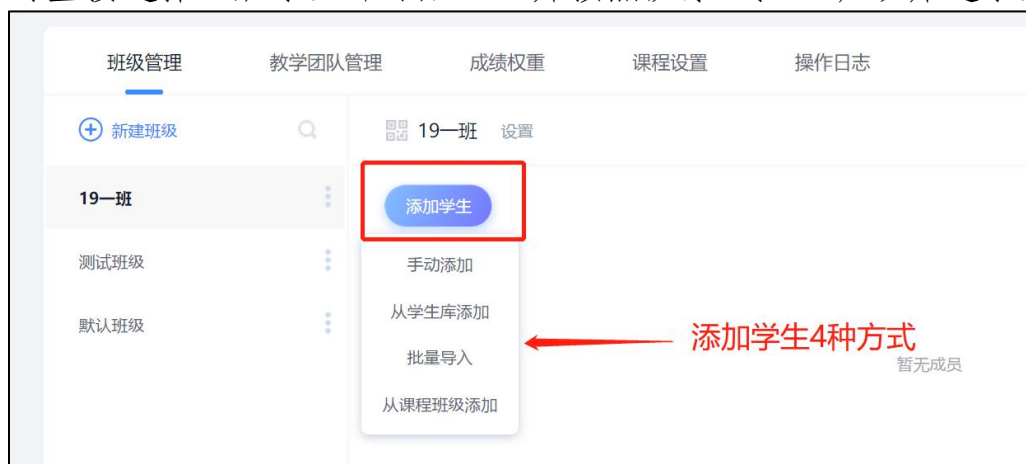 班级管理 教学团队管理 成绩权重 课程设置 操作日志
新建班级 19一班 设置
19一班 添加学生
测试班级 手动添加
默认班级 从学生库添加
添加学生4种方式
批量导入 暂无成员
从课程班级添加